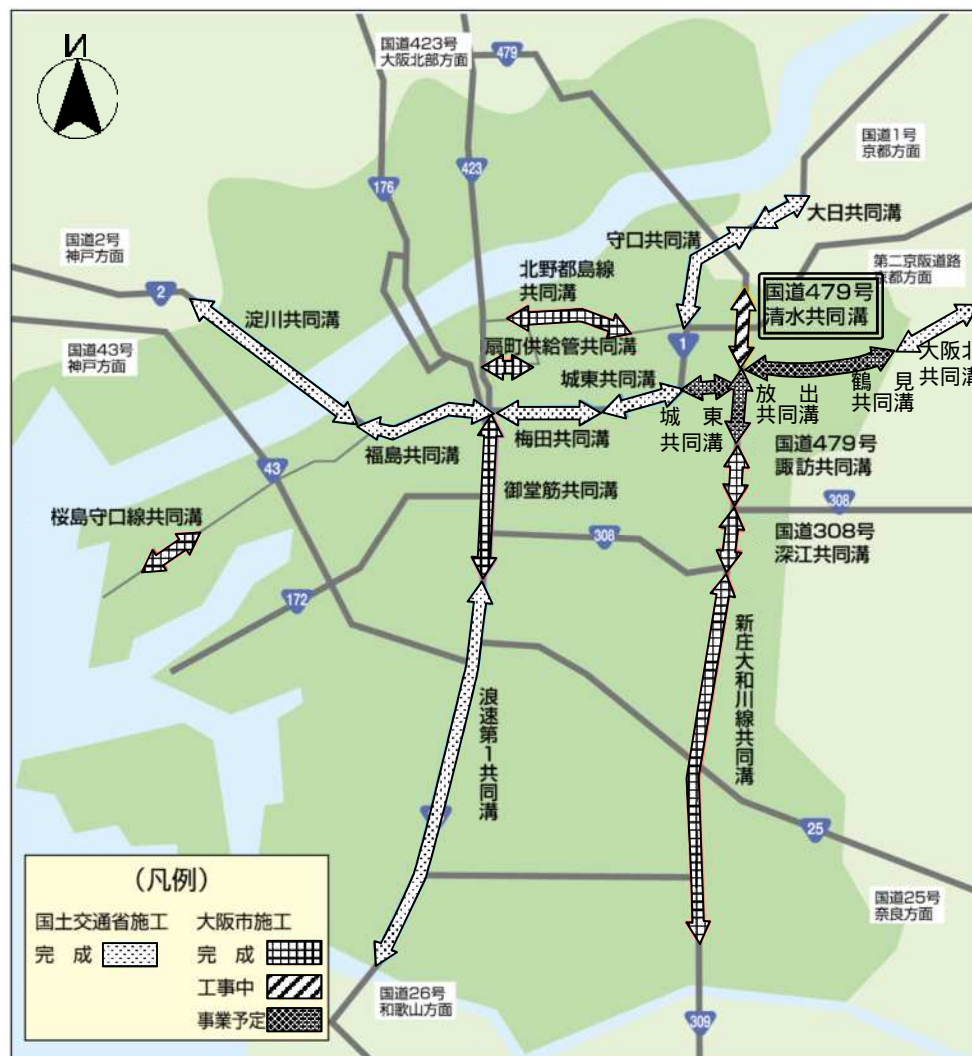 N
国道423号
大阪北部方面
479
国道1号
京都方面
423
176
大日共同溝
守口共同溝
国道2号
神戸方面
第二京阪道路
京都方面
北野都島線
共同溝
国道479号
清水共同溝
2
淀川共同溝
扇町供給管共同溝
1
大阪北
共同溝
国道43号
神戸方面
城東共同溝
放出
共同溝
鶴見
共同溝
城東
共同溝
梅田共同溝
福島共同溝
国道479号
諏訪共同溝
43
御堂筋共同溝
308
桜島守口線共同溝
308
国道308号
深江共同溝
172
新庄大和川線共同溝
浪速第1共同溝
25
(凡例)
国土交通省施工
大阪市施工
完成
完成
工事中
事業予定
国道25号
奈良方面
国道26号
和歌山方面
309